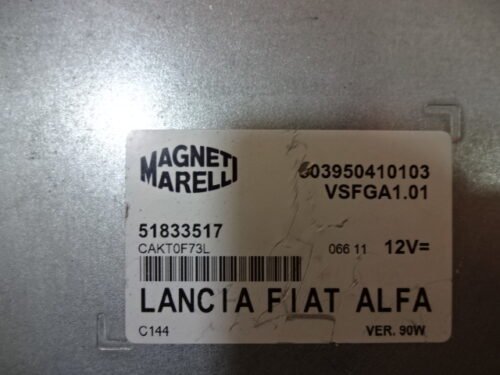 MAGNETI MARELLI
603950410103
VSFGA1.01
51833517
CAKT0F73L
066 11 12V=
LANCIA FIAT ALFA
C144 VER. 90W